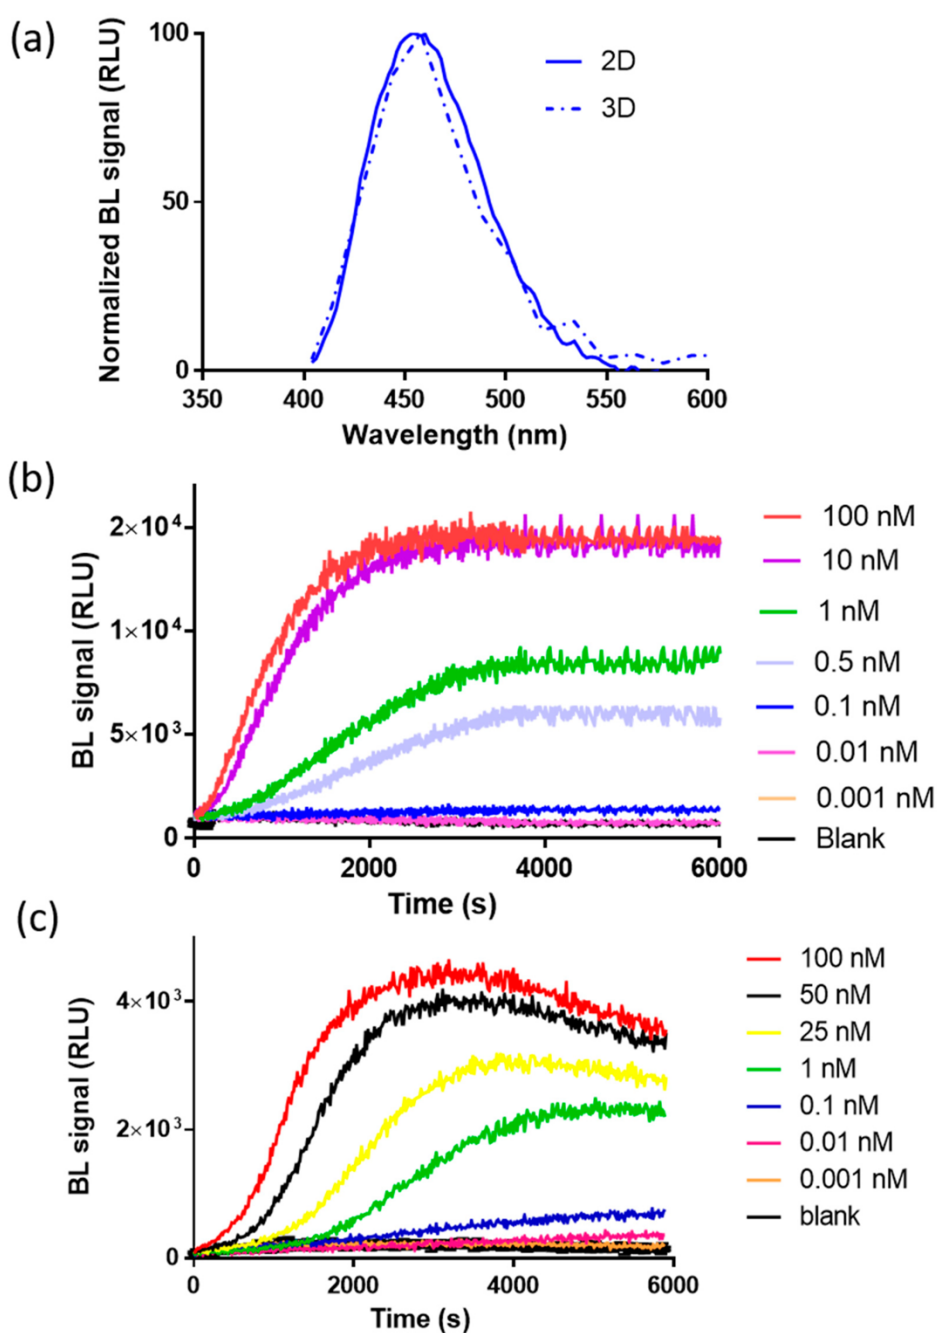 (a)
Normalized BL signal (RLU)
100
50
0
350 400 450 500 550 600
Wavelength (nm)
2D
3D
(b)
BL signal (RLU)
2×10⁴
1×10⁴
5×10³
0
0 2000 4000 6000
Time (s)
100 nM
10 nM
1 nM
0.5 nM
0.1 nM
0.01 nM
0.001 nM
Blank
(c)
BL signal (RLU)
4×10³
2×10³
0
0 2000 4000 6000
Time (s)
100 nM
50 nM
25 nM
1 nM
0.1 nM
0.01 nM
0.001 nM
blank